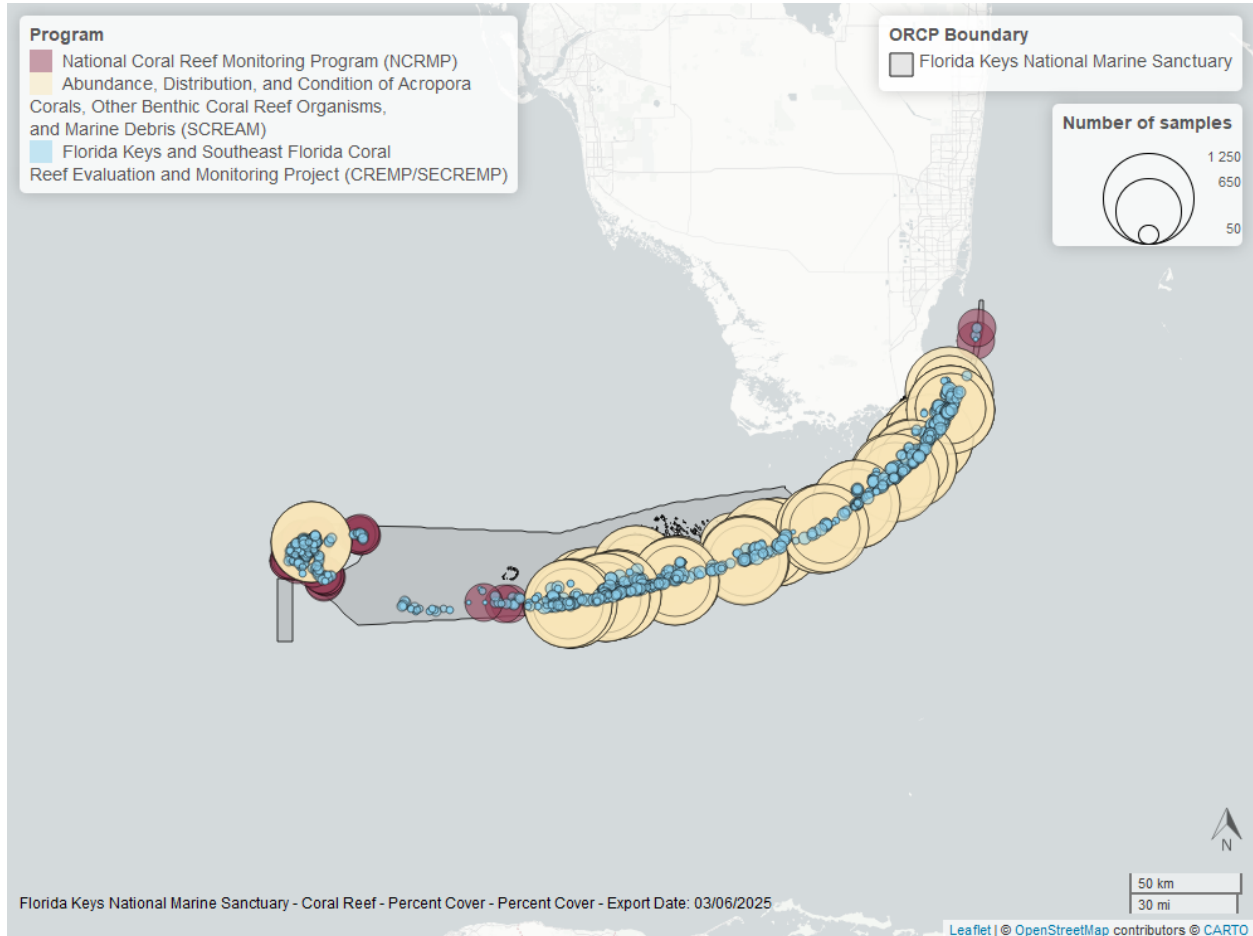 Program
National Coral Reef Monitoring Program (NCRMP)
Abundance, Distribution, and Condition of Acropora
Corals, Other Benthic Coral Reef Organisms,
and Marine Debris (SCREAM)
Florida Keys and Southeast Florida Coral
Reef Evaluation and Monitoring Project (CREMP/SECREMP)
ORCP Boundary
Florida Keys National Marine Sanctuary
Number of samples
1 250
650
50
N
50 km
30 mi
Florida Keys National Marine Sanctuary - Coral Reef - Percent Cover - Percent Cover - Export Date: 03/06/2025
Leaflet | © OpenStreetMap contributors © CARTO